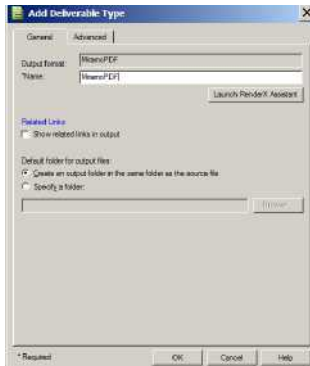 Add Deliverable Type
General Advanced
Output format: MnemoPDF
*Name: MnemoPDF
Launch RenderX Assistant
Related Links
Show related links in output
Default folder for output files:
Create an output folder in the same folder as the source file
Specify a folder:
Browse...
* Required
OK Cancel Help